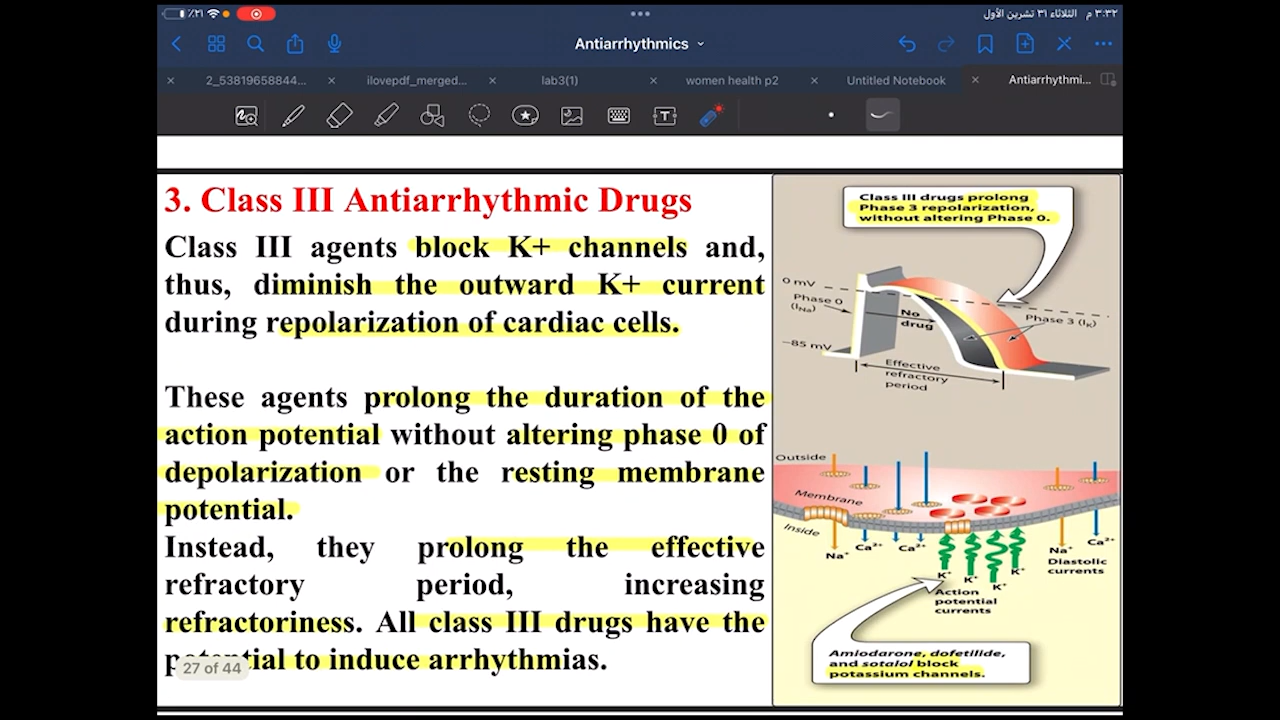 ٪٢١
٣:٣٢ م الثلاثاء ٣١ تشرين الأول
Antiarrhythmics
2_53819658844...
ilovepdf_merged...
lab3(1)
women health p2
Untitled Notebook
Antiarrhythmi...
3. Class III Antiarrhythmic Drugs
Class III agents block K+ channels and,
thus, diminish the outward K+ current
during repolarization of cardiac cells.
These agents prolong the duration of the
action potential without altering phase 0 of
depolarization or the resting membrane
potential.
Instead, they prolong the effective
refractory period, increasing
refractoriness. All class III drugs have the
potential to induce arrhythmias.
27 of 44
Class III drugs prolong
Phase 3 repolarization,
without altering Phase 0.
0 mV
Phase 0
(INa)
No
drug
Phase 3 (IK)
–85 mV
Effective
refractory
period
Outside
Membrane
Inside
Na+
Ca2+
Ca2+
K+
K+
K+
K+
Na+
Ca2+
Diastolic
currents
Action
potential
currents
Amiodarone, dofetilide,
and sotalol block
potassium channels.